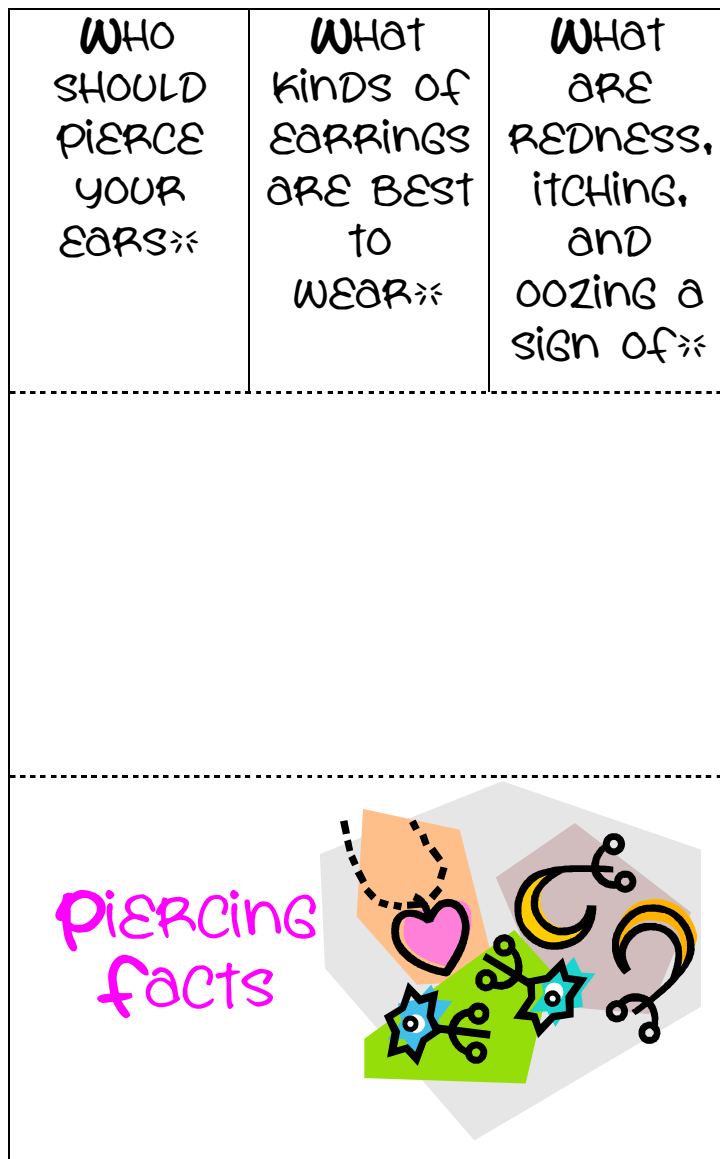 Who
should
pierce
your
ears?
What
kinds of
earrings
are best
to
wear?
What
are
redness,
itching,
and
oozing a
sign of?
Piercing
Facts